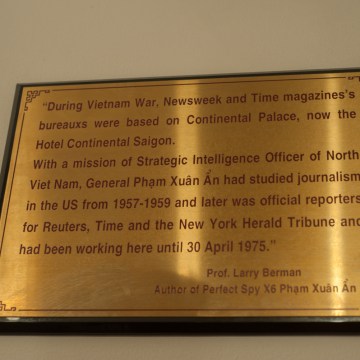 “During Vietnam War, Newsweek and Time magazines's
bureauxs were based on Continental Palace, now the
Hotel Continental Saigon.
With a mission of Strategic Intelligence Officer of North
Viet Nam, General Phạm Xuân Ẩn had studied journalism
in the US from 1957-1959 and later was official reporters
for Reuters, Time and the New York Herald Tribune and
had been working here until 30 April 1975.”
Prof. Larry Berman
Author of Perfect Spy X6 Phạm Xuân Ẩn